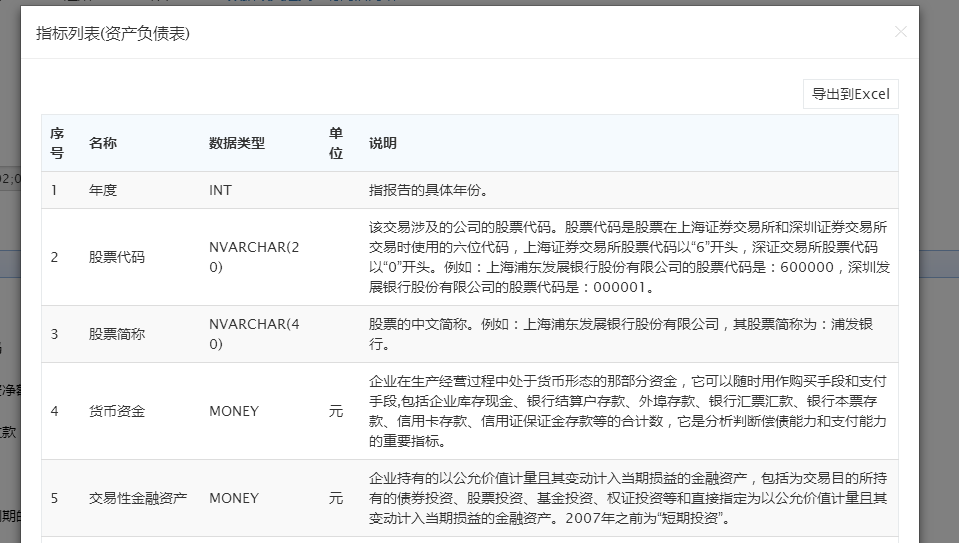 指标列表(资产负债表)
导出到Excel
序号 名称 数据类型 单位 说明
1 年度 INT 指报告的具体年份。
2 股票代码 NVARCHAR(20) 该交易涉及的公司的股票代码。股票代码是股票在上海证券交易所和深圳证券交易所
交易时使用的六位代码，上海证券交易所股票代码以“6”开头，深证交易所股票代码
以“0”开头。例如：上海浦东发展银行股份有限公司的股票代码是：600000，深圳发
展银行股份有限公司的股票代码是：000001。
3 股票简称 NVARCHAR(40) 股票的中文简称。例如：上海浦东发展银行股份有限公司，其股票简称为：浦发银
行。
4 货币资金 MONEY 元 企业在生产经营过程中处于货币形态的那部分资金，它可以随时用作购买手段和支付
手段,包括企业库存现金、银行结算户存款、外埠存款、银行汇票汇款、银行本票存
款、信用卡存款、信用证保证金存款等的合计数，它是分析判断偿债能力和支付能力
的重要指标。
5 交易性金融资产 MONEY 元 企业持有的以公允价值计量且其变动计入当期损益的金融资产，包括为交易目的所持
有的债券投资、股票投资、基金投资、权证投资等和直接指定为以公允价值计量且其
变动计入当期损益的金融资产。2007年之前为“短期投资”。